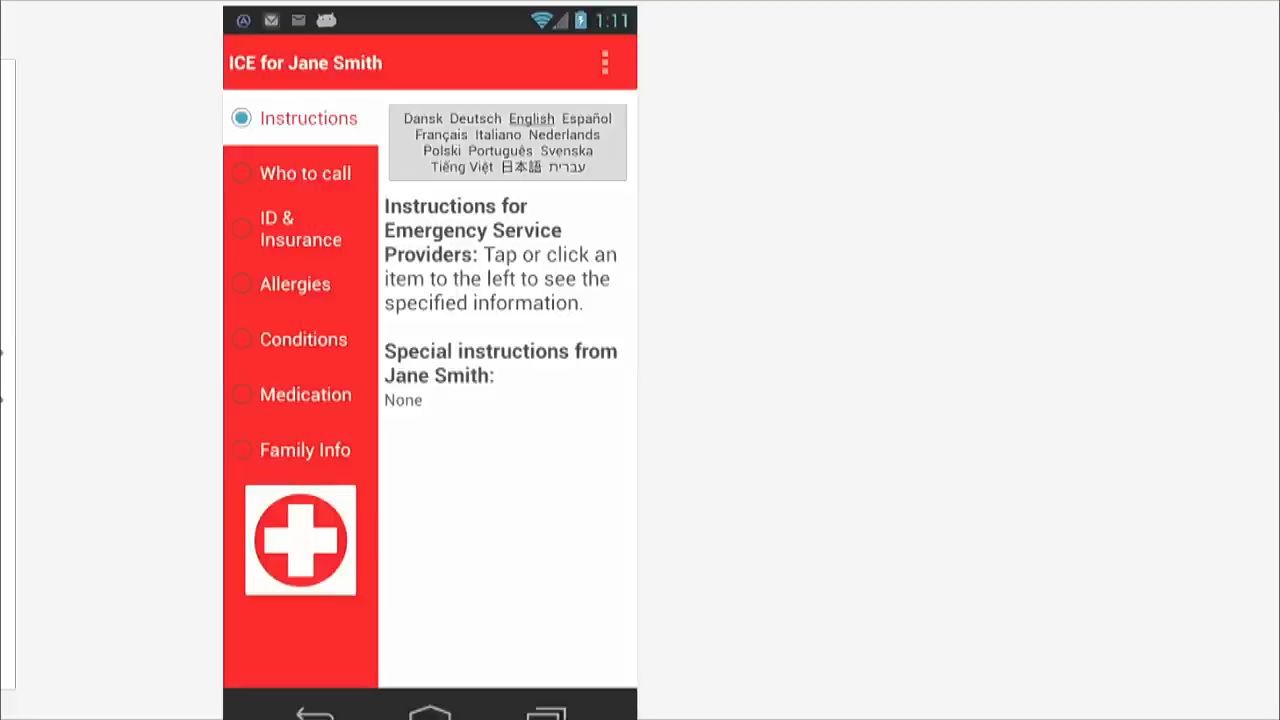 1:11
ICE for Jane Smith
Instructions
Who to call
ID &
Insurance
Allergies
Conditions
Medication
Family Info
Dansk Deutsch English Español
Français Italiano Nederlands
Polski Português Svenska
Tiếng Việt 日本語 עברית
Instructions for
Emergency Service
Providers: Tap or click an
item to the left to see the
specified information.
Special instructions from
Jane Smith:
None